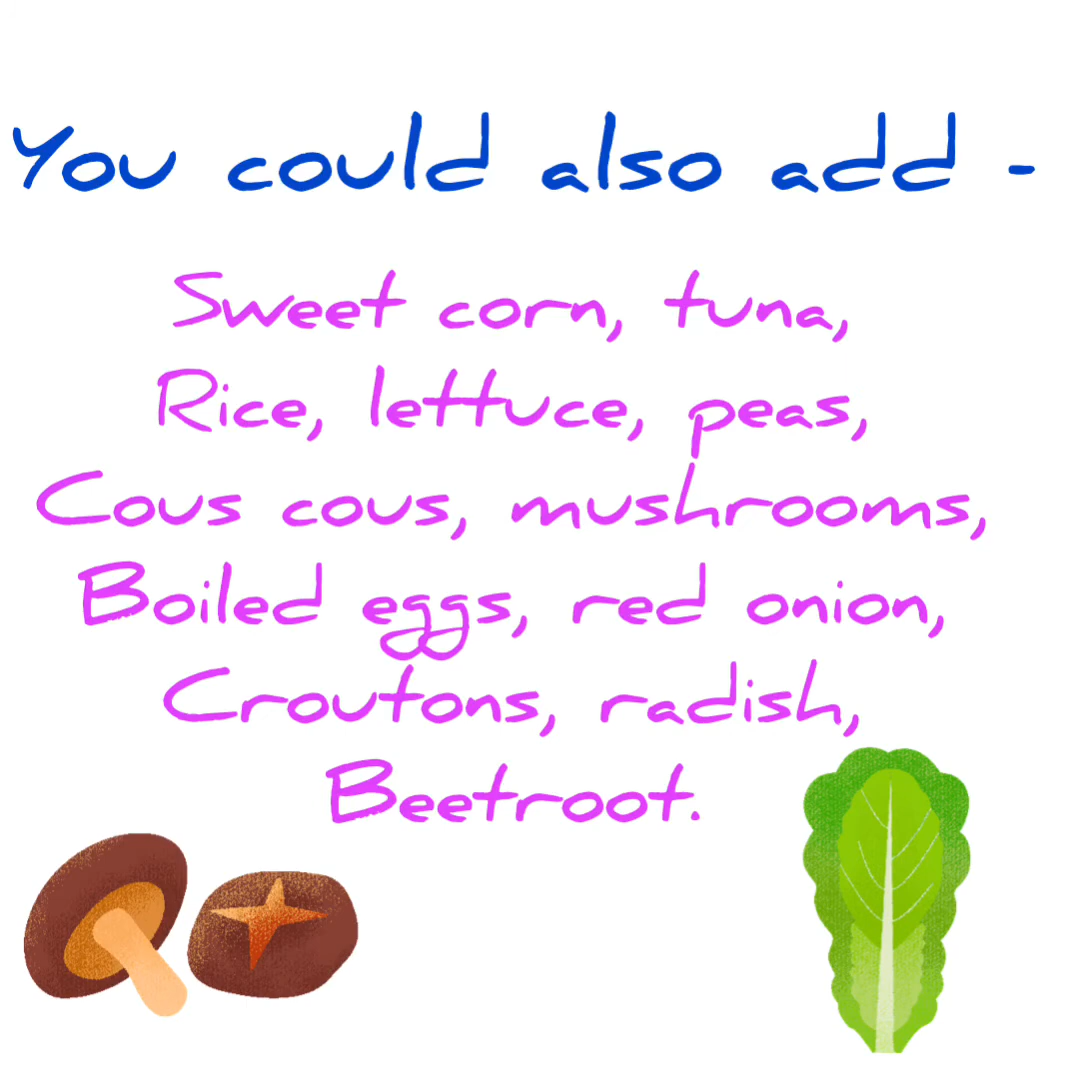 You could also add -
Sweet corn, tuna,
Rice, lettuce, peas,
Cous cous, mushrooms,
Boiled eggs, red onion,
Croutons, radish,
Beetroot.